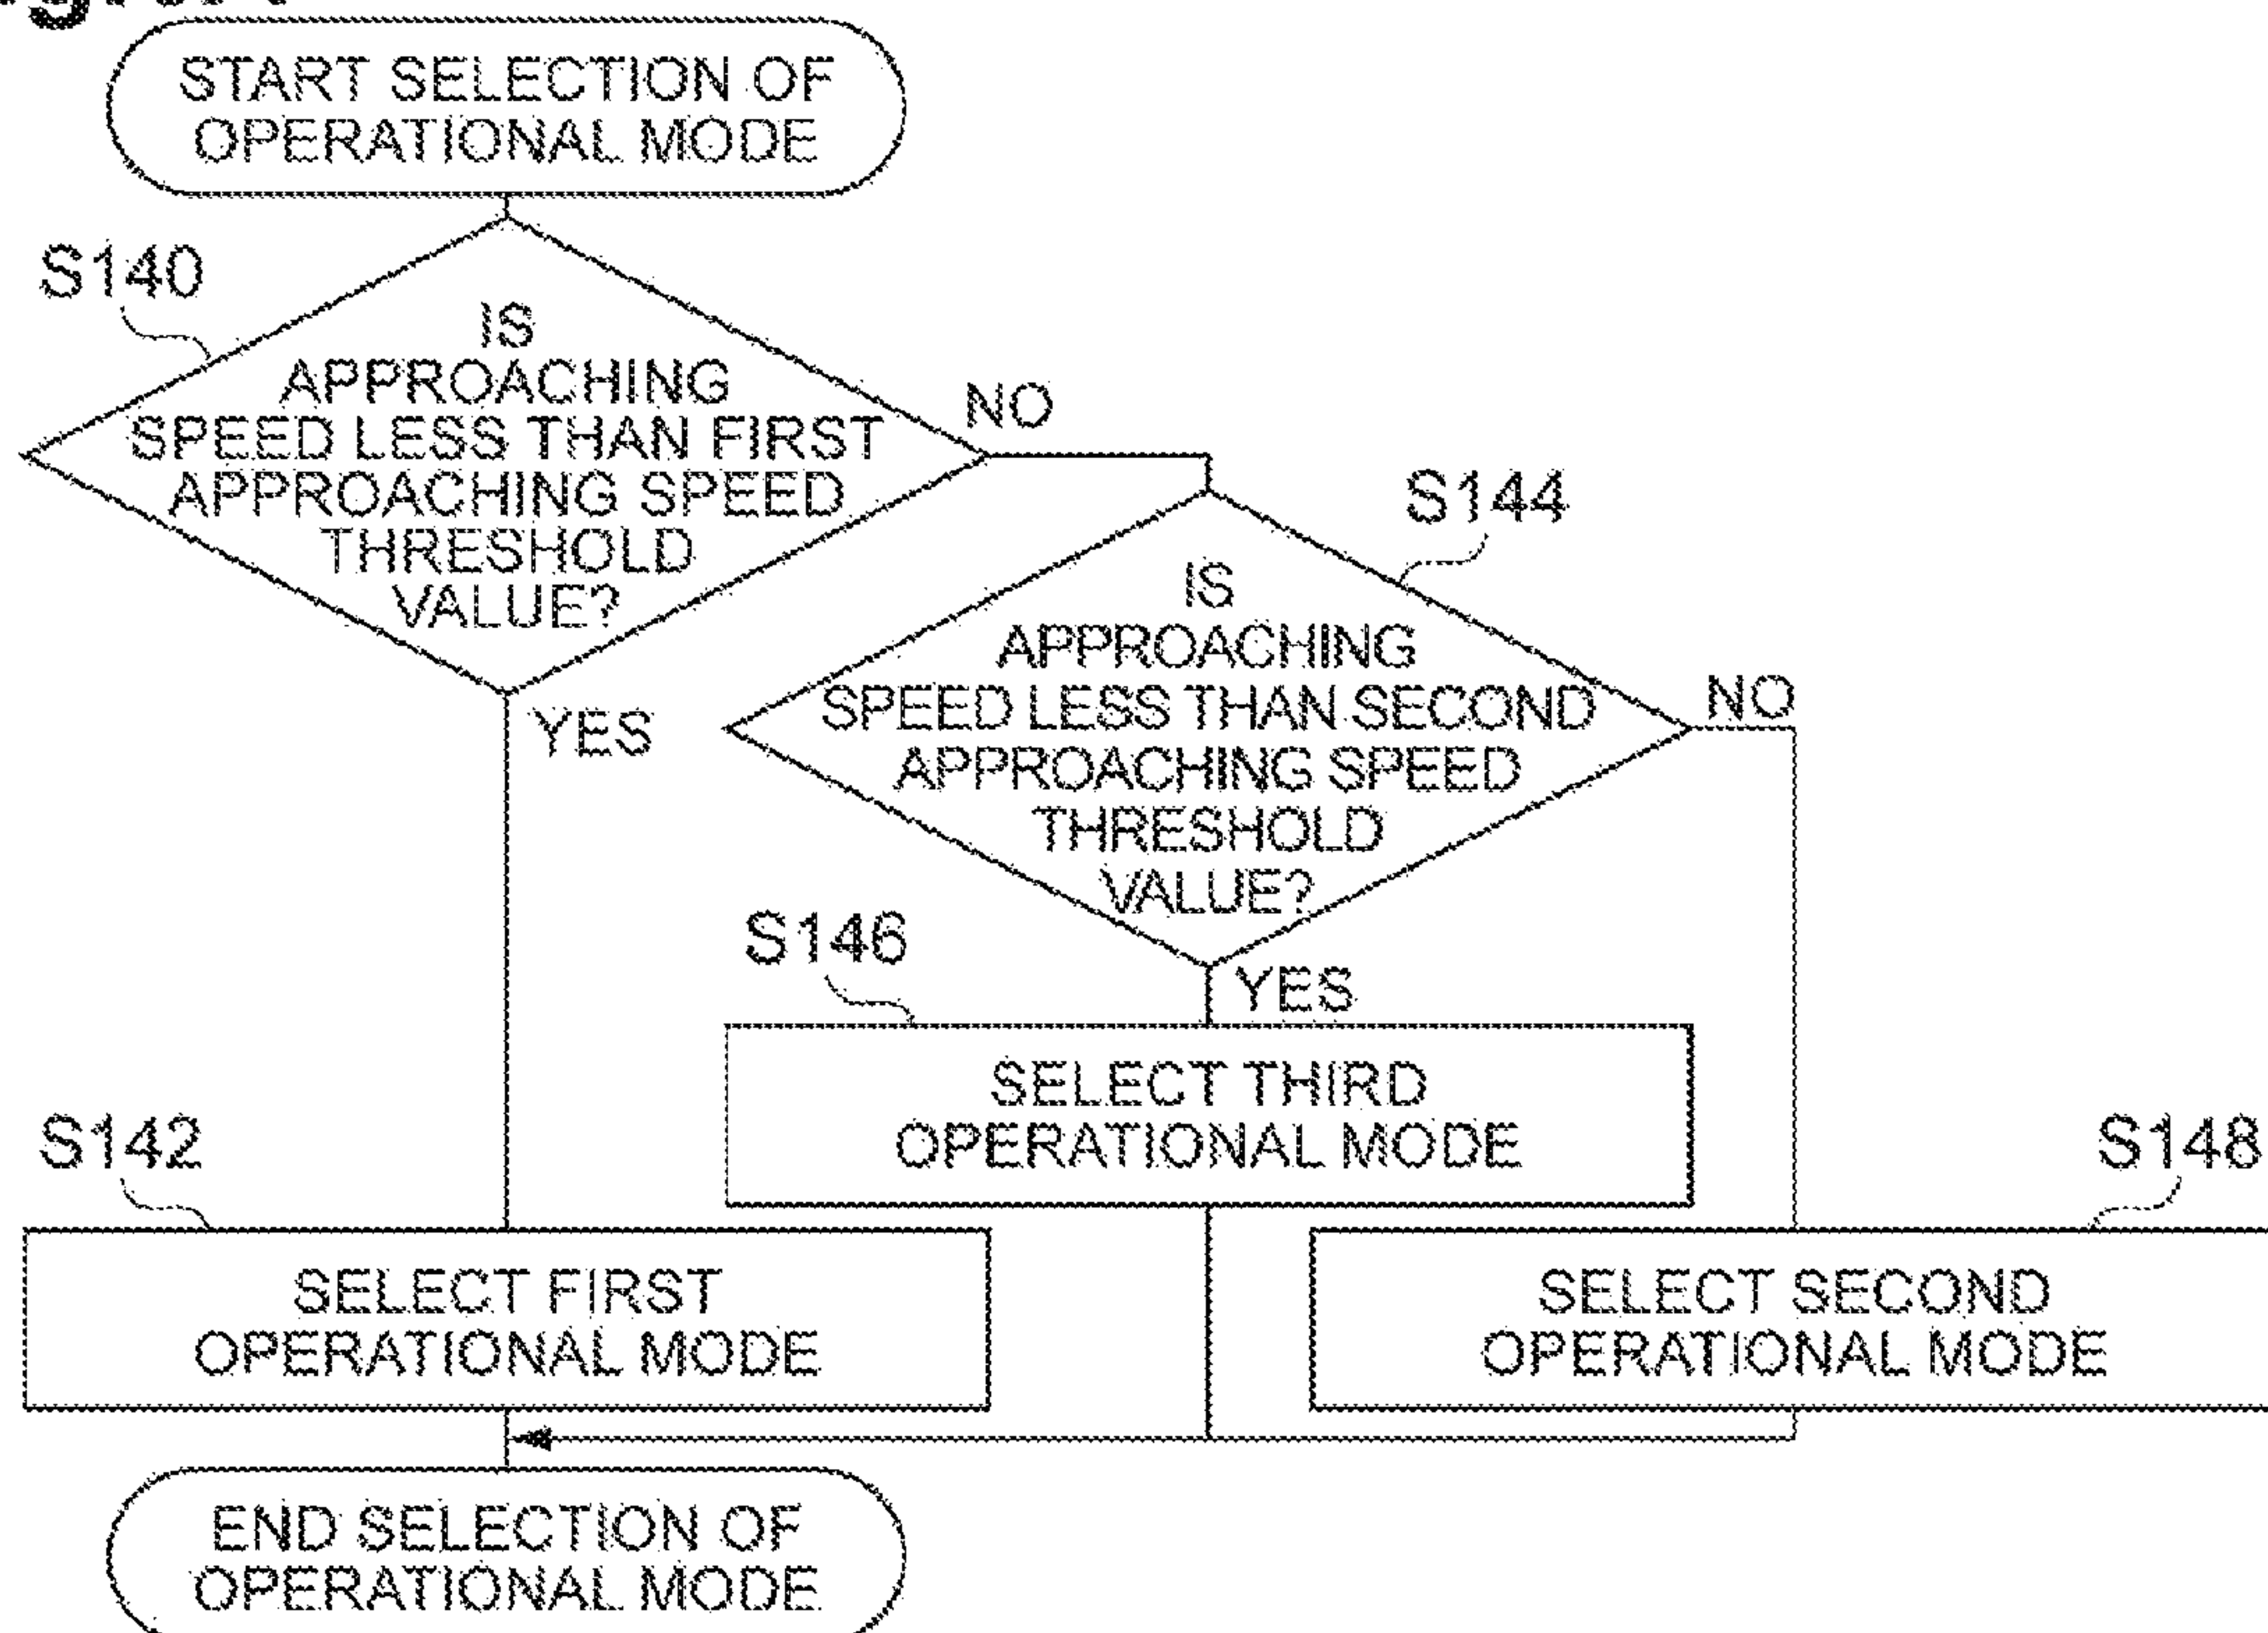 START SELECTION OF
OPERATIONAL MODE
S140
IS
APPROACHING
SPEED LESS THAN FIRST
APPROACHING SPEED
THRESHOLD
VALUE?
NO
YES
S144
IS
APPROACHING
SPEED LESS THAN SECOND
APPROACHING SPEED
THRESHOLD
VALUE?
NO
YES
S146
SELECT THIRD
OPERATIONAL MODE
S142
SELECT FIRST
OPERATIONAL MODE
S148
SELECT SECOND
OPERATIONAL MODE
END SELECTION OF
OPERATIONAL MODE